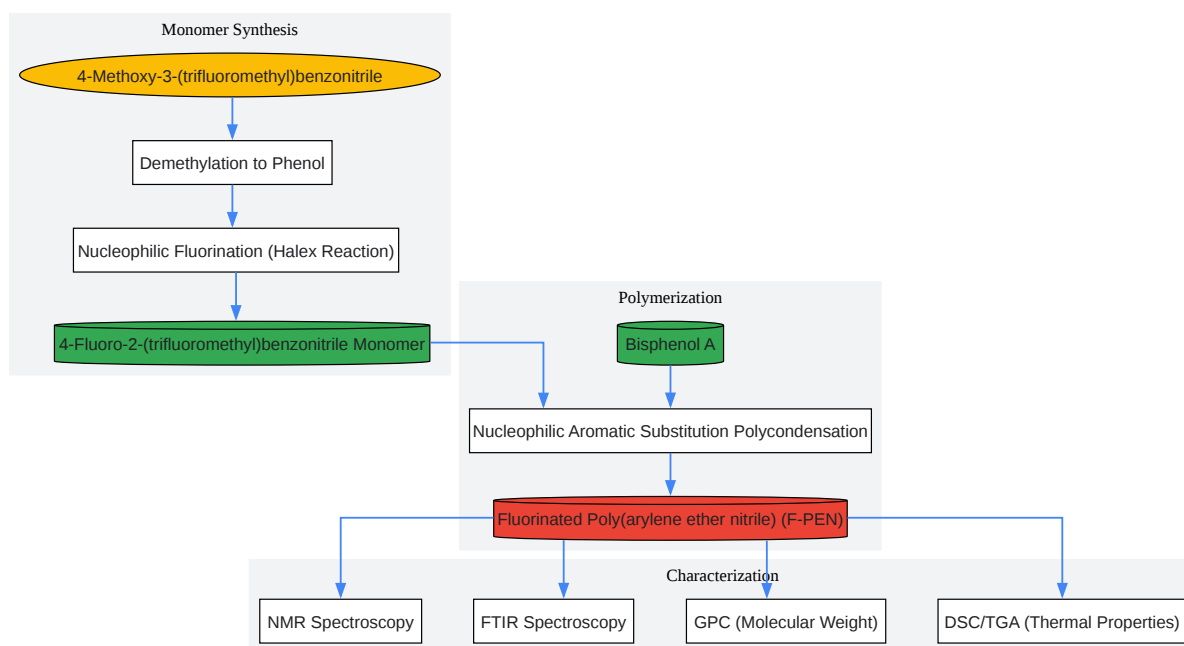 Monomer Synthesis
4-Methoxy-3-(trifluoromethyl)benzonitrile
Demethylation to Phenol
Nucleophilic Fluorination (Halex Reaction)
4-Fluoro-2-(trifluoromethyl)benzonitrile Monomer
Polymerization
Bisphenol A
Nucleophilic Aromatic Substitution Polycondensation
Fluorinated Poly(arylene ether nitrile) (F-PEN)
Characterization
NMR Spectroscopy
FTIR Spectroscopy
GPC (Molecular Weight)
DSC/TGA (Thermal Properties)